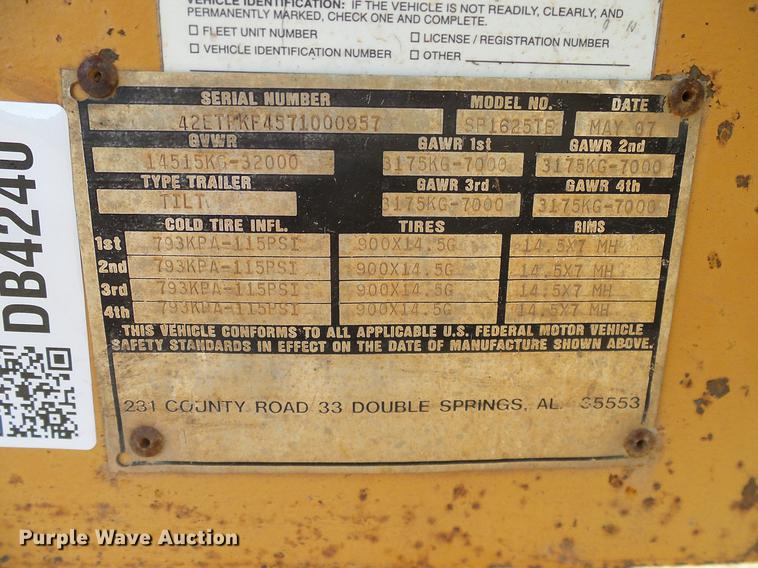 VEHICLE IDENTIFICATION: IF THE VEHICLE IS NOT READILY, CLEARLY, AND
PERMANENTLY MARKED, CHECK ONE AND COMPLETE.
☐ FLEET UNIT NUMBER ☐ LICENSE / REGISTRATION NUMBER
☐ VEHICLE IDENTIFICATION NUMBER ☐ OTHER
DB4240
SERIAL NUMBER MODEL NO. DATE
42ETPKF4571000957 SP1625TE MAY 07
GVWR GAWR 1st GAWR 2nd
14515KG-32000 3175KG-7000 3175KG-7000
TYPE TRAILER GAWR 3rd GAWR 4th
TILT 3175KG-7000 3175KG-7000
COLD TIRE INFL. TIRES RIMS
1st 793KPA-115PSI 900X14.5G 14.5X7 MH
2nd 793KPA-115PSI 900X14.5G 14.5X7 MH
3rd 793KPA-115PSI 900X14.5G 14.5X7 MH
4th 793KPA-115PSI 900X14.5G 14.5X7 MH
THIS VEHICLE CONFORMS TO ALL APPLICABLE U.S. FEDERAL MOTOR VEHICLE
SAFETY STANDARDS IN EFFECT ON THE DATE OF MANUFACTURE SHOWN ABOVE.
231 COUNTY ROAD 33 DOUBLE SPRINGS, AL. 35553
Purple Wave Auction